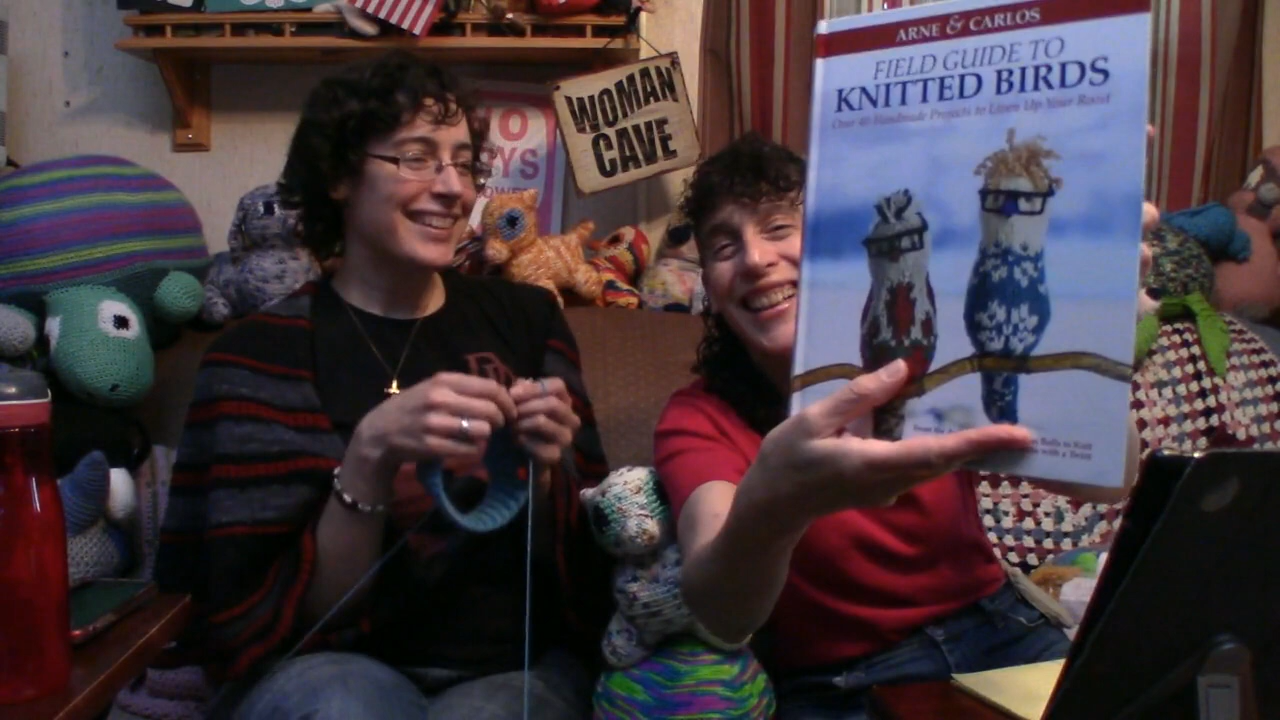 ARNE & CARLOS
FIELD GUIDE TO
KNITTED BIRDS
Over 40 Handmade Projects to Liven Up Your Roost
WOMAN
CAVE